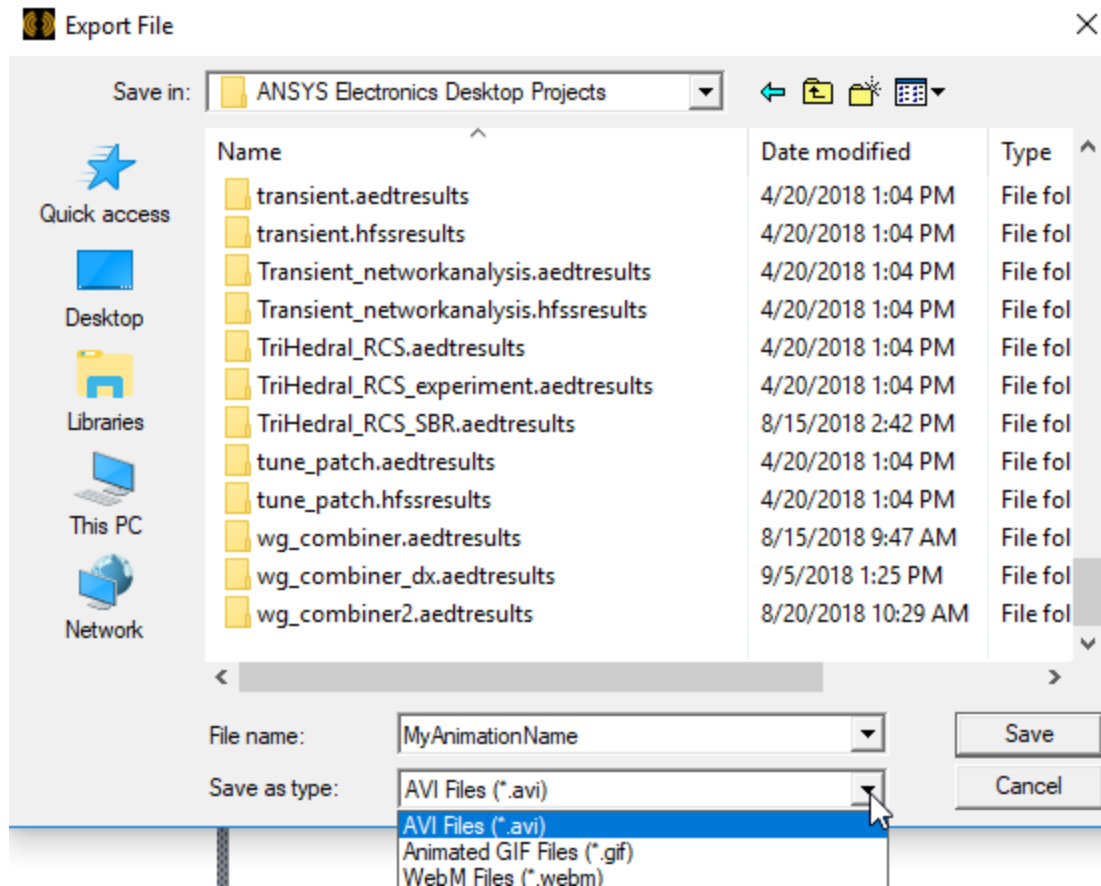 Export File
Save in: ANSYS Electronics Desktop Projects
Name Date modified Type
transient.aedtresults 4/20/2018 1:04 PM File fol
transient.hfssresults 4/20/2018 1:04 PM File fol
Transient_networkanalysis.aedtresults 4/20/2018 1:04 PM File fol
Transient_networkanalysis.hfssresults 4/20/2018 1:04 PM File fol
TriHedral_RCS.aedtresults 4/20/2018 1:04 PM File fol
TriHedral_RCS_experiment.aedtresults 4/20/2018 1:04 PM File fol
TriHedral_RCS_SBR.aedtresults 8/15/2018 2:42 PM File fol
tune_patch.aedtresults 4/20/2018 1:04 PM File fol
tune_patch.hfssresults 4/20/2018 1:04 PM File fol
wg_combiner.aedtresults 8/15/2018 9:47 AM File fol
wg_combiner_dx.aedtresults 9/5/2018 1:25 PM File fol
wg_combiner2.aedtresults 8/20/2018 10:29 AM File fol
Quick access
Desktop
Libraries
This PC
Network
File name: MyAnimationName Save
Save as type: AVI Files (*.avi) Cancel
AVI Files (*.avi)
Animated GIF Files (*.gif)
WebM Files (*.webm)